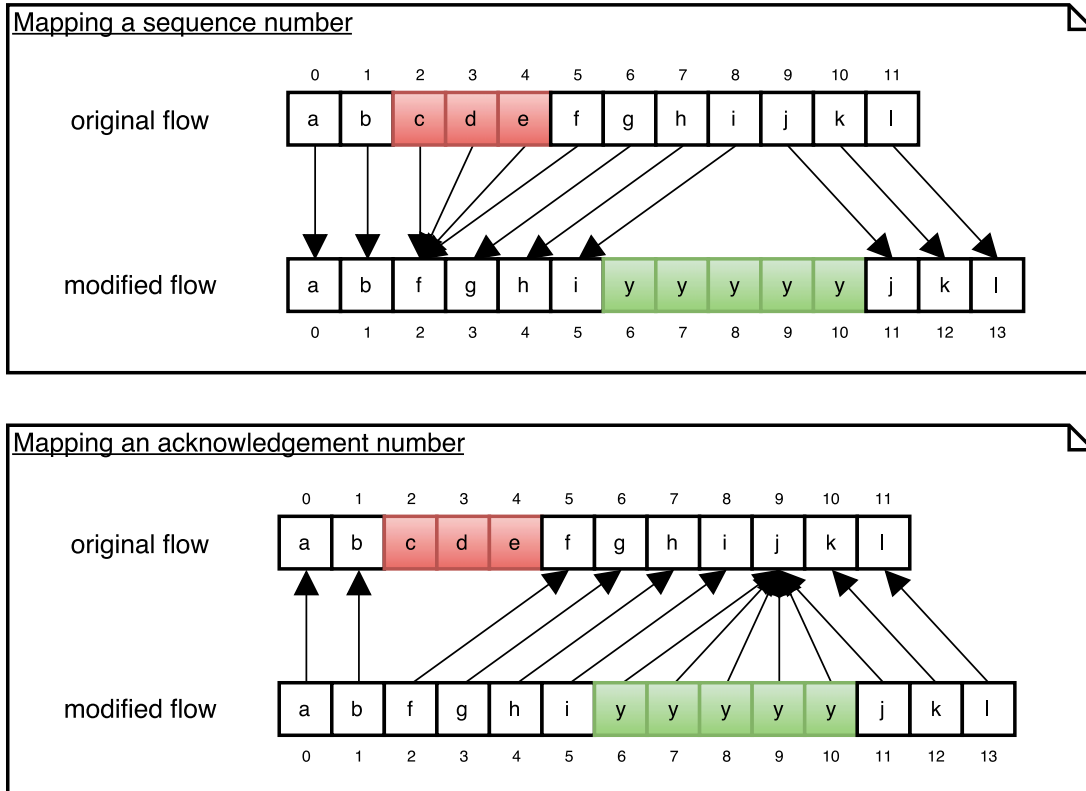 Mapping a sequence number
0 1 2 3 4 5 6 7 8 9 10 11
original flow a b c d e f g h i j k l
modified flow a b f g h i y y y y y j k l
0 1 2 3 4 5 6 7 8 9 10 11 12 13
Mapping an acknowledgement number
0 1 2 3 4 5 6 7 8 9 10 11
original flow a b c d e f g h i j k l
modified flow a b f g h i y y y y y j k l
0 1 2 3 4 5 6 7 8 9 10 11 12 13